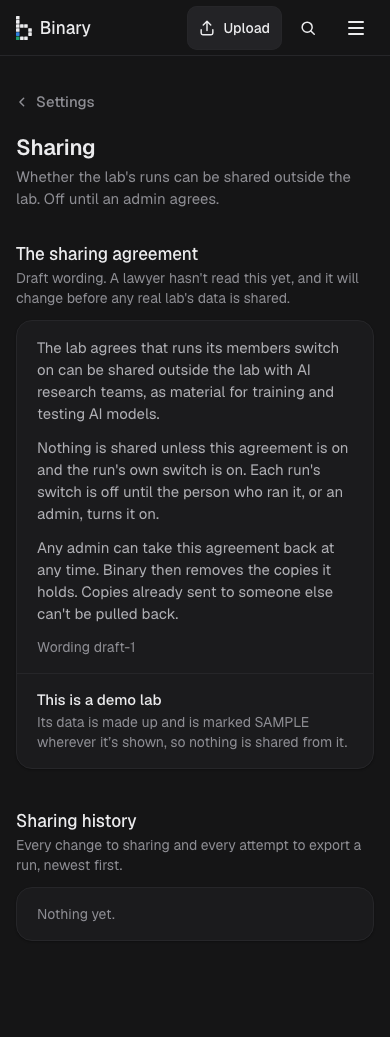 Binary
Upload
Settings
Sharing
Whether the lab's runs can be shared outside the
lab. Off until an admin agrees.
The sharing agreement
Draft wording. A lawyer hasn't read this yet, and it will
change before any real lab's data is shared.
The lab agrees that runs its members switch
on can be shared outside the lab with AI
research teams, as material for training and
testing AI models.
Nothing is shared unless this agreement is on
and the run's own switch is on. Each run's
switch is off until the person who ran it, or an
admin, turns it on.
Any admin can take this agreement back at
any time. Binary then removes the copies it
holds. Copies already sent to someone else
can't be pulled back.
Wording draft-1
This is a demo lab
Its data is made up and is marked SAMPLE
wherever it's shown, so nothing is shared from it.
Sharing history
Every change to sharing and every attempt to export a
run, newest first.
Nothing yet.